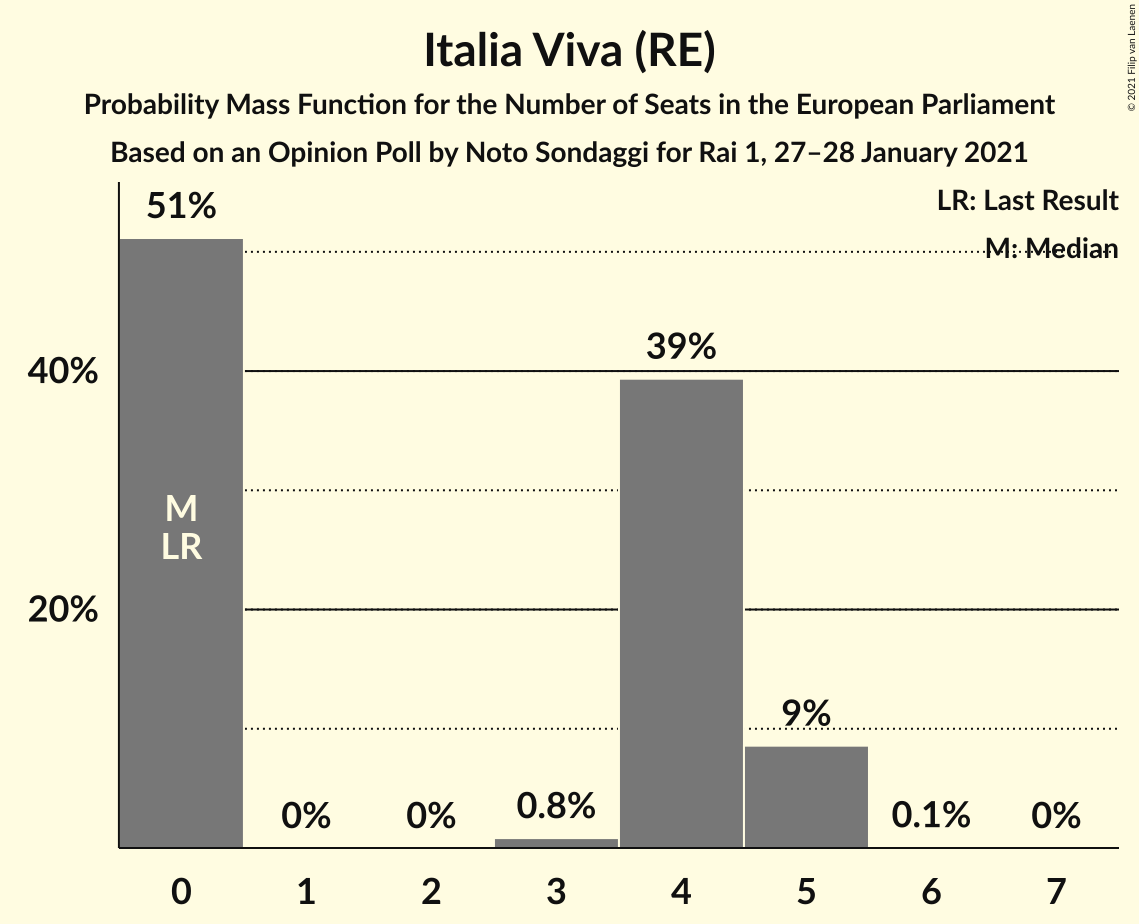 Italia Viva (RE)
Probability Mass Function for the Number of Seats in the European Parliament
Based on an Opinion Poll by Noto Sondaggi for Rai 1, 27–28 January 2021
© 2021 Filip van Laenen
LR: Last Result
M: Median
51%
40%
39%
M
LR
20%
9%
0%
0%
0.8%
0.1%
0%
0 1 2 3 4 5 6 7